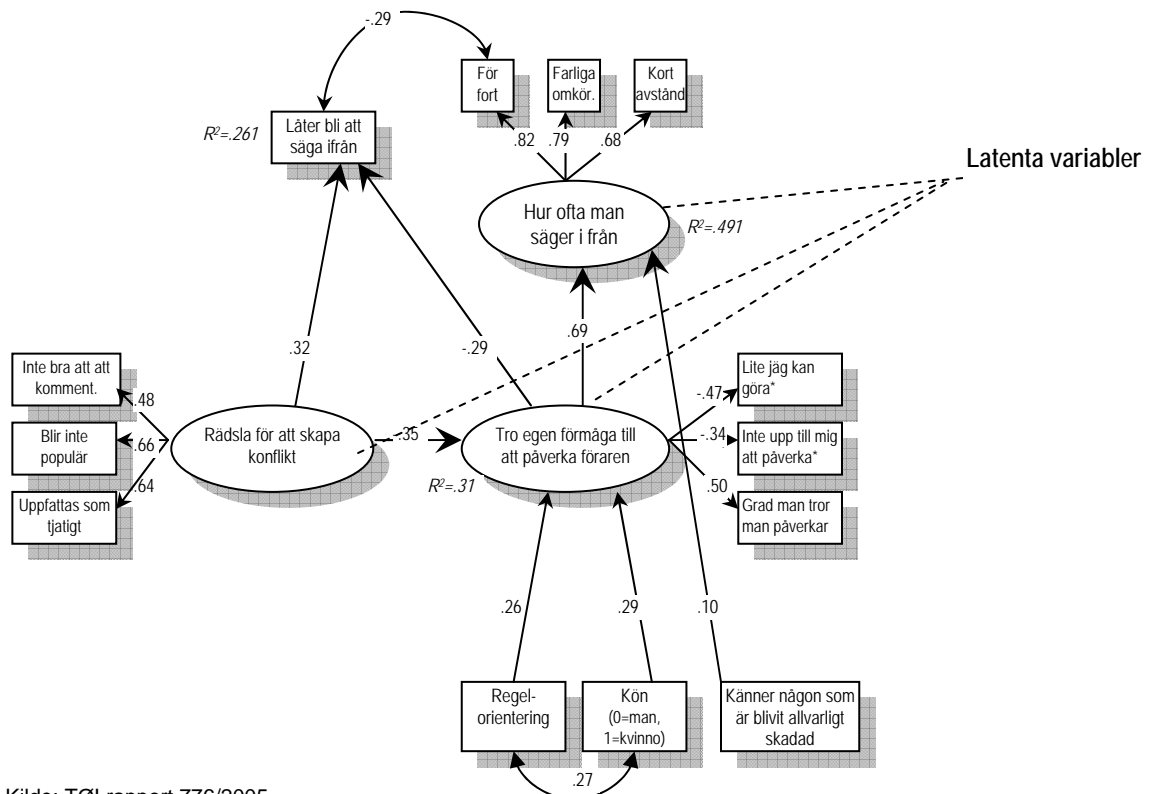 -.29
För
fort
Farliga
omkör.
Kort
avstånd
R²=.261
Låter bli att
säga ifrån
.82
.79
.68
Latenta variabler
Hur ofta man
säger i från
R²=.491
.32
-.29
.69
Inte bra att att
komment.
.48
Blir inte
populär
.66
Uppfattas som
tjatigt
.64
Rädsla för att skapa
konflikt
-.35
Tro egen förmåga till
att påverka föraren
R²=.31
-.47
Lite jäg kan
göra*
-.34
Inte upp till mig
att påverka*
.50
Grad man tror
man påverkar
.26
.29
.10
Regel-
orientering
Kön
(0=man,
1=kvinno)
Känner någon som
är blivit allvarligt
skadad
.27